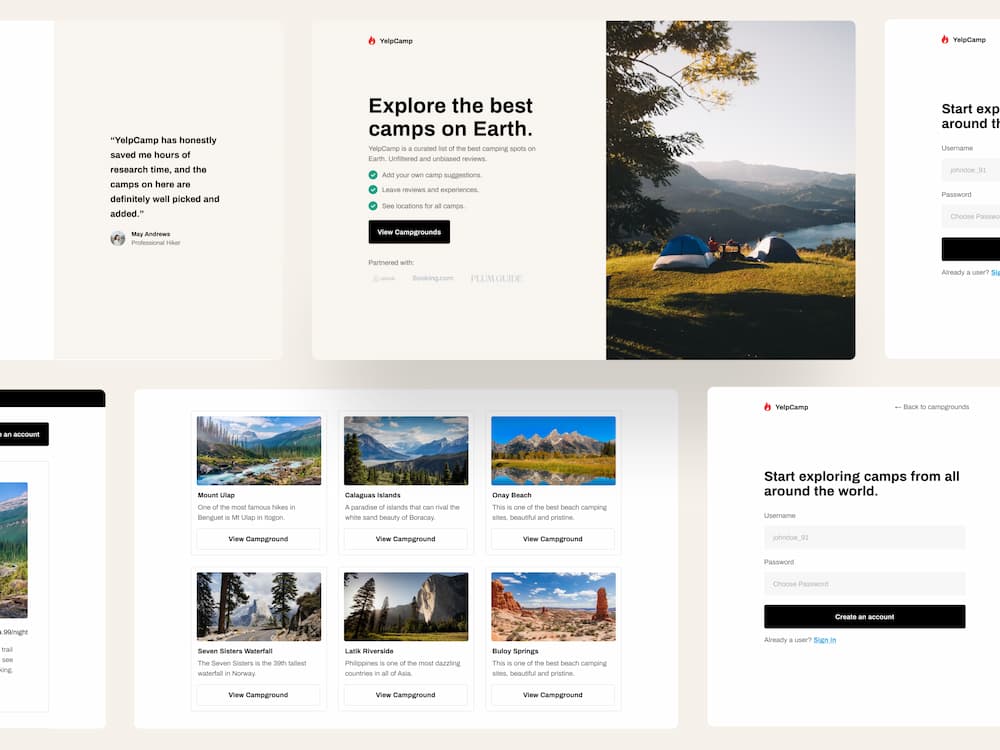 “YelpCamp has honestly
saved me hours of
research time, and the
camps on here are
definitely well picked and
added.”
May Andrews
Professional Hiker
YelpCamp
Explore the best
camps on Earth.
YelpCamp is a curated list of the best camping spots on
Earth. Unfiltered and unbiased reviews.
Add your own camp suggestions.
Leave reviews and experiences.
See locations for all camps.
View Campgrounds
Partnered with:
Booking.com PLUM GUIDE
YelpCamp
Start exp
around th
Username
johndoe_91
Password
Choose Passwo
Already a user? Sig
e an account
.99/night
trail
see
king.
Mount Ulap
One of the most famous hikes in
Benguet is Mt Ulap in Itogon.
View Campground
Calaguas Islands
A paradise of islands that can rival the
white sand beauty of Boracay.
View Campground
Onay Beach
This is one of the best beach camping
sites, beautiful and pristine.
View Campground
Seven Sisters Waterfall
The Seven Sisters is the 39th tallest
waterfall in Norway.
View Campground
Latik Riverside
Philippines is one of the most dazzling
countries in all of Asia.
View Campground
Buloy Springs
This is one of the best beach camping
sites, beautiful and pristine.
View Campground
YelpCamp
← Back to campgrounds
Start exploring camps from all
around the world.
Username
johndoe_91
Password
Choose Password
Create an account
Already a user? Sign in